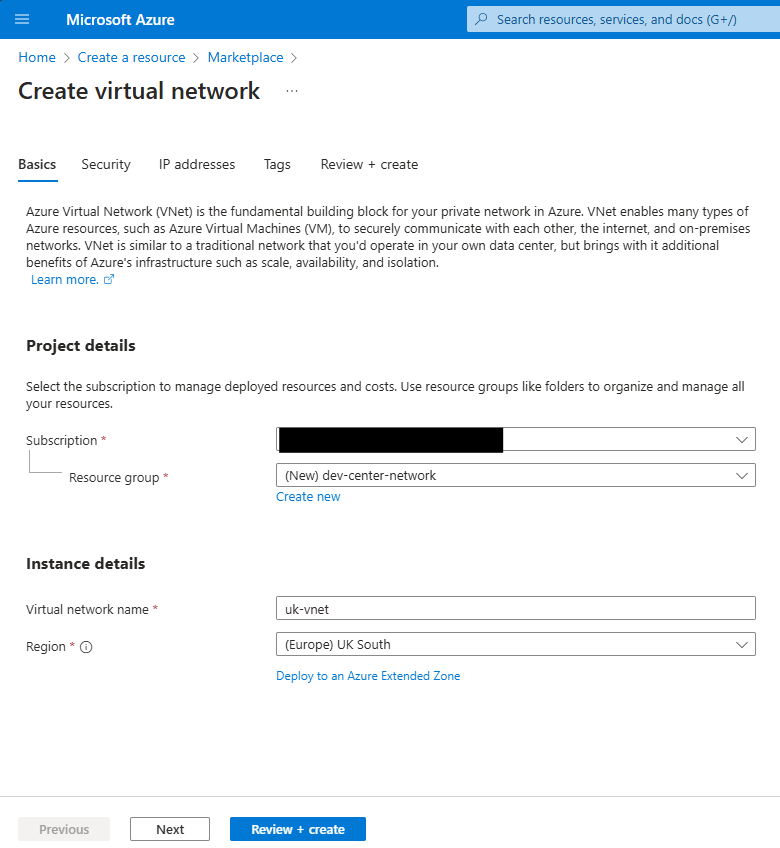 Microsoft Azure
Search resources, services, and docs (G+/)
Home > Create a resource > Marketplace >
Create virtual network ...
Basics Security IP addresses Tags Review + create
Azure Virtual Network (VNet) is the fundamental building block for your private network in Azure. VNet enables many types of
Azure resources, such as Azure Virtual Machines (VM), to securely communicate with each other, the internet, and on-premises
networks. VNet is similar to a traditional network that you'd operate in your own data center, but brings with it additional
benefits of Azure's infrastructure such as scale, availability, and isolation.
Learn more.
Project details
Select the subscription to manage deployed resources and costs. Use resource groups like folders to organize and manage all
your resources.
Subscription *
Resource group * (New) dev-center-network
Create new
Instance details
Virtual network name * uk-vnet
Region * (Europe) UK South
Deploy to an Azure Extended Zone
Previous Next Review + create